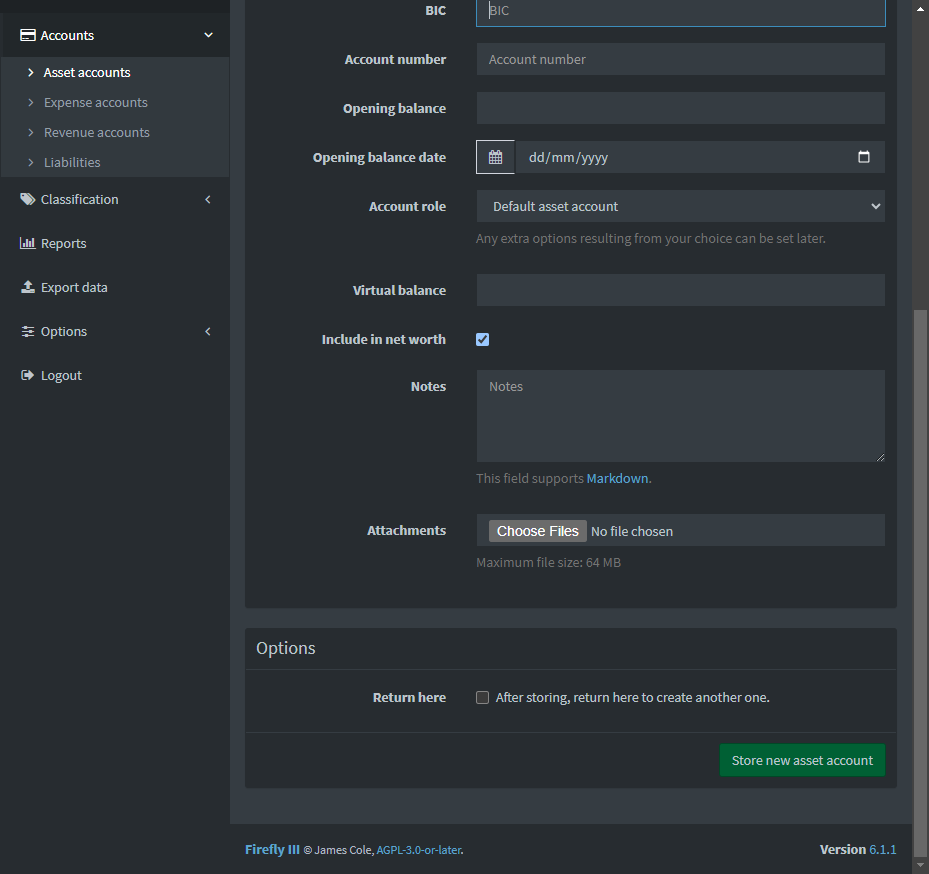 Accounts
Asset accounts
Expense accounts
Revenue accounts
Liabilities
Classification
Reports
Export data
Options
Logout
BIC BIC
Account number Account number
Opening balance
Opening balance date dd/mm/yyyy
Account role Default asset account
Any extra options resulting from your choice can be set later.
Virtual balance
Include in net worth
Notes Notes
This field supports Markdown.
Attachments Choose Files No file chosen
Maximum file size: 64 MB
Options
Return here After storing, return here to create another one.
Store new asset account
Firefly III © James Cole, AGPL-3.0-or-later. Version 6.1.1